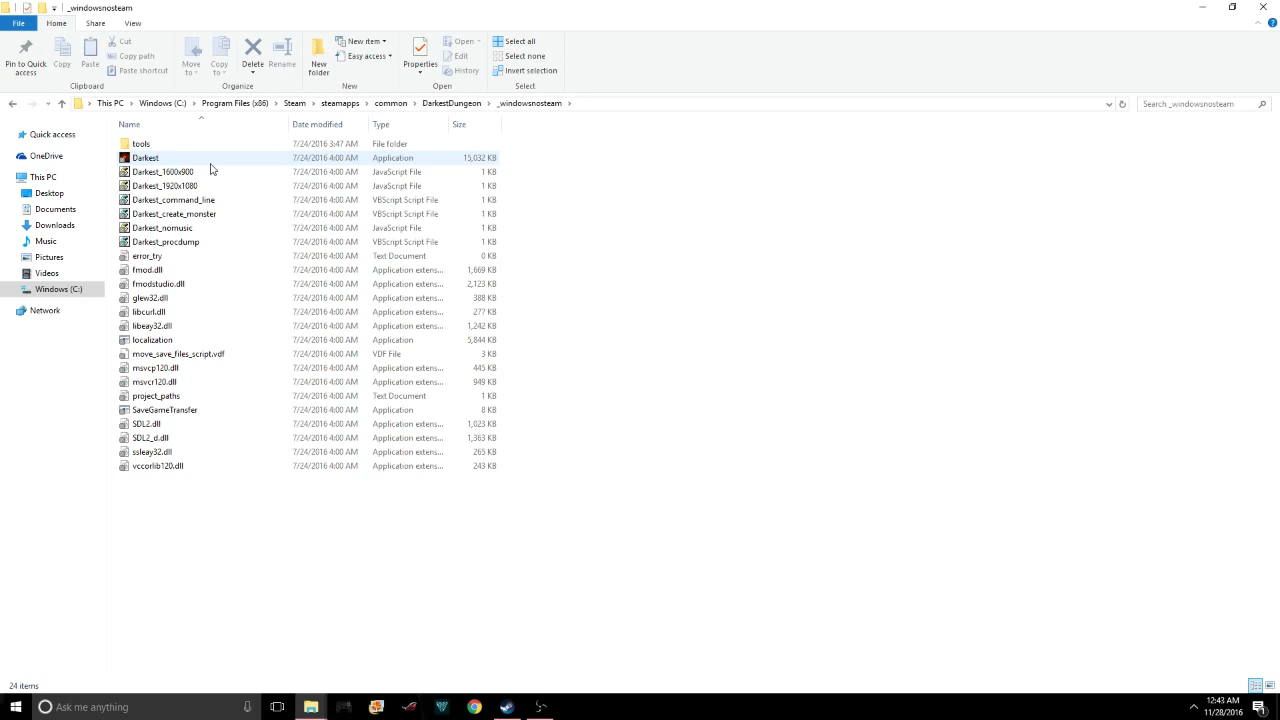 _windowsnosteam
File Home Share View
Pin to Quick access
Copy
Paste
Cut
Copy path
Paste shortcut
Clipboard
Move to
Copy to
Delete
Rename
Organize
New folder
New item
Easy access
New
Properties
Open
Edit
History
Open
Select all
Select none
Invert selection
Select
This PC Windows (C:) Program Files (x86) Steam steamapps common DarkestDungeon _windowsnosteam
Search _windowsnosteam
Quick access
OneDrive
This PC
Desktop
Documents
Downloads
Music
Pictures
Videos
Windows (C:)
Network
Name Date modified Type Size
tools 7/24/2016 3:47 AM File folder
Darkest 7/24/2016 4:00 AM Application 15,032 KB
Darkest_1600x900 7/24/2016 4:00 AM JavaScript File 1 KB
Darkest_1920x1080 7/24/2016 4:00 AM JavaScript File 1 KB
Darkest_command_line 7/24/2016 4:00 AM VBScript Script File 1 KB
Darkest_create_monster 7/24/2016 4:00 AM VBScript Script File 1 KB
Darkest_nomusic 7/24/2016 4:00 AM JavaScript File 1 KB
Darkest_procdump 7/24/2016 4:00 AM VBScript Script File 1 KB
error_try 7/24/2016 4:00 AM Text Document 0 KB
fmod.dll 7/24/2016 4:00 AM Application extens... 1,669 KB
fmodstudio.dll 7/24/2016 4:00 AM Application extens... 2,123 KB
glew32.dll 7/24/2016 4:00 AM Application extens... 388 KB
libcurl.dll 7/24/2016 4:00 AM Application extens... 277 KB
libeay32.dll 7/24/2016 4:00 AM Application extens... 1,242 KB
localization 7/24/2016 4:00 AM Application 5,844 KB
move_save_files_script.vdf 7/24/2016 4:00 AM VDF File 3 KB
msvcp120.dll 7/24/2016 4:00 AM Application extens... 445 KB
msvcr120.dll 7/24/2016 4:00 AM Application extens... 949 KB
project_paths 7/24/2016 4:00 AM Text Document 1 KB
SaveGameTransfer 7/24/2016 4:00 AM Application 8 KB
SDL2.dll 7/24/2016 4:00 AM Application extens... 1,023 KB
SDL2_d.dll 7/24/2016 4:00 AM Application extens... 1,363 KB
ssleay32.dll 7/24/2016 4:00 AM Application extens... 265 KB
vccorlib120.dll 7/24/2016 4:00 AM Application extens... 243 KB
24 items
Ask me anything
12:43 AM
11/28/2016